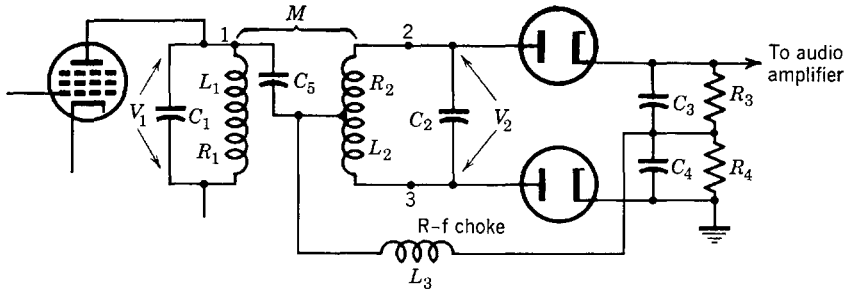 1
M
2
To audio
amplifier
V1
C1
L1
R1
C5
R2
L2
C2
V2
C3
R3
C4
R4
3
R-f choke
L3